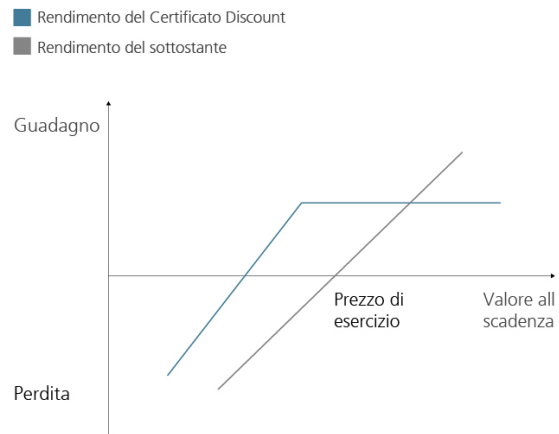 Rendimento del Certificato Discount
Rendimento del sottostante
Guadagno
Prezzo di
esercizio
Valore all
scadenza
Perdita